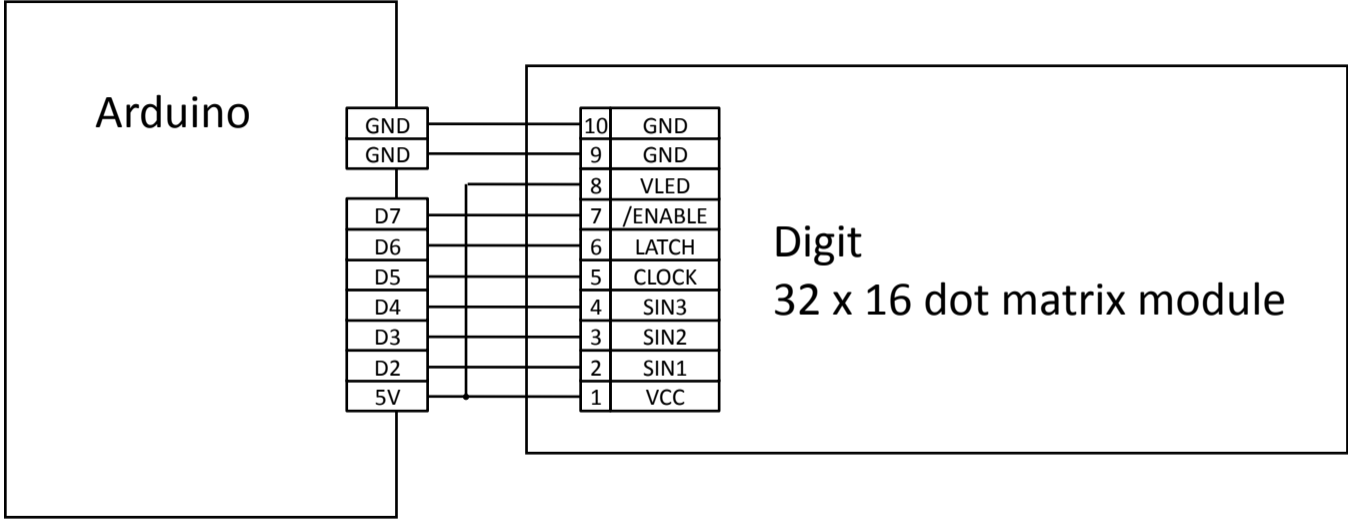 Arduino
GND 10 GND
GND 9 GND
8 VLED
D7 7 /ENABLE
D6 6 LATCH
D5 5 CLOCK
D4 4 SIN3
D3 3 SIN2
D2 2 SIN1
5V 1 VCC
Digit
32 x 16 dot matrix module